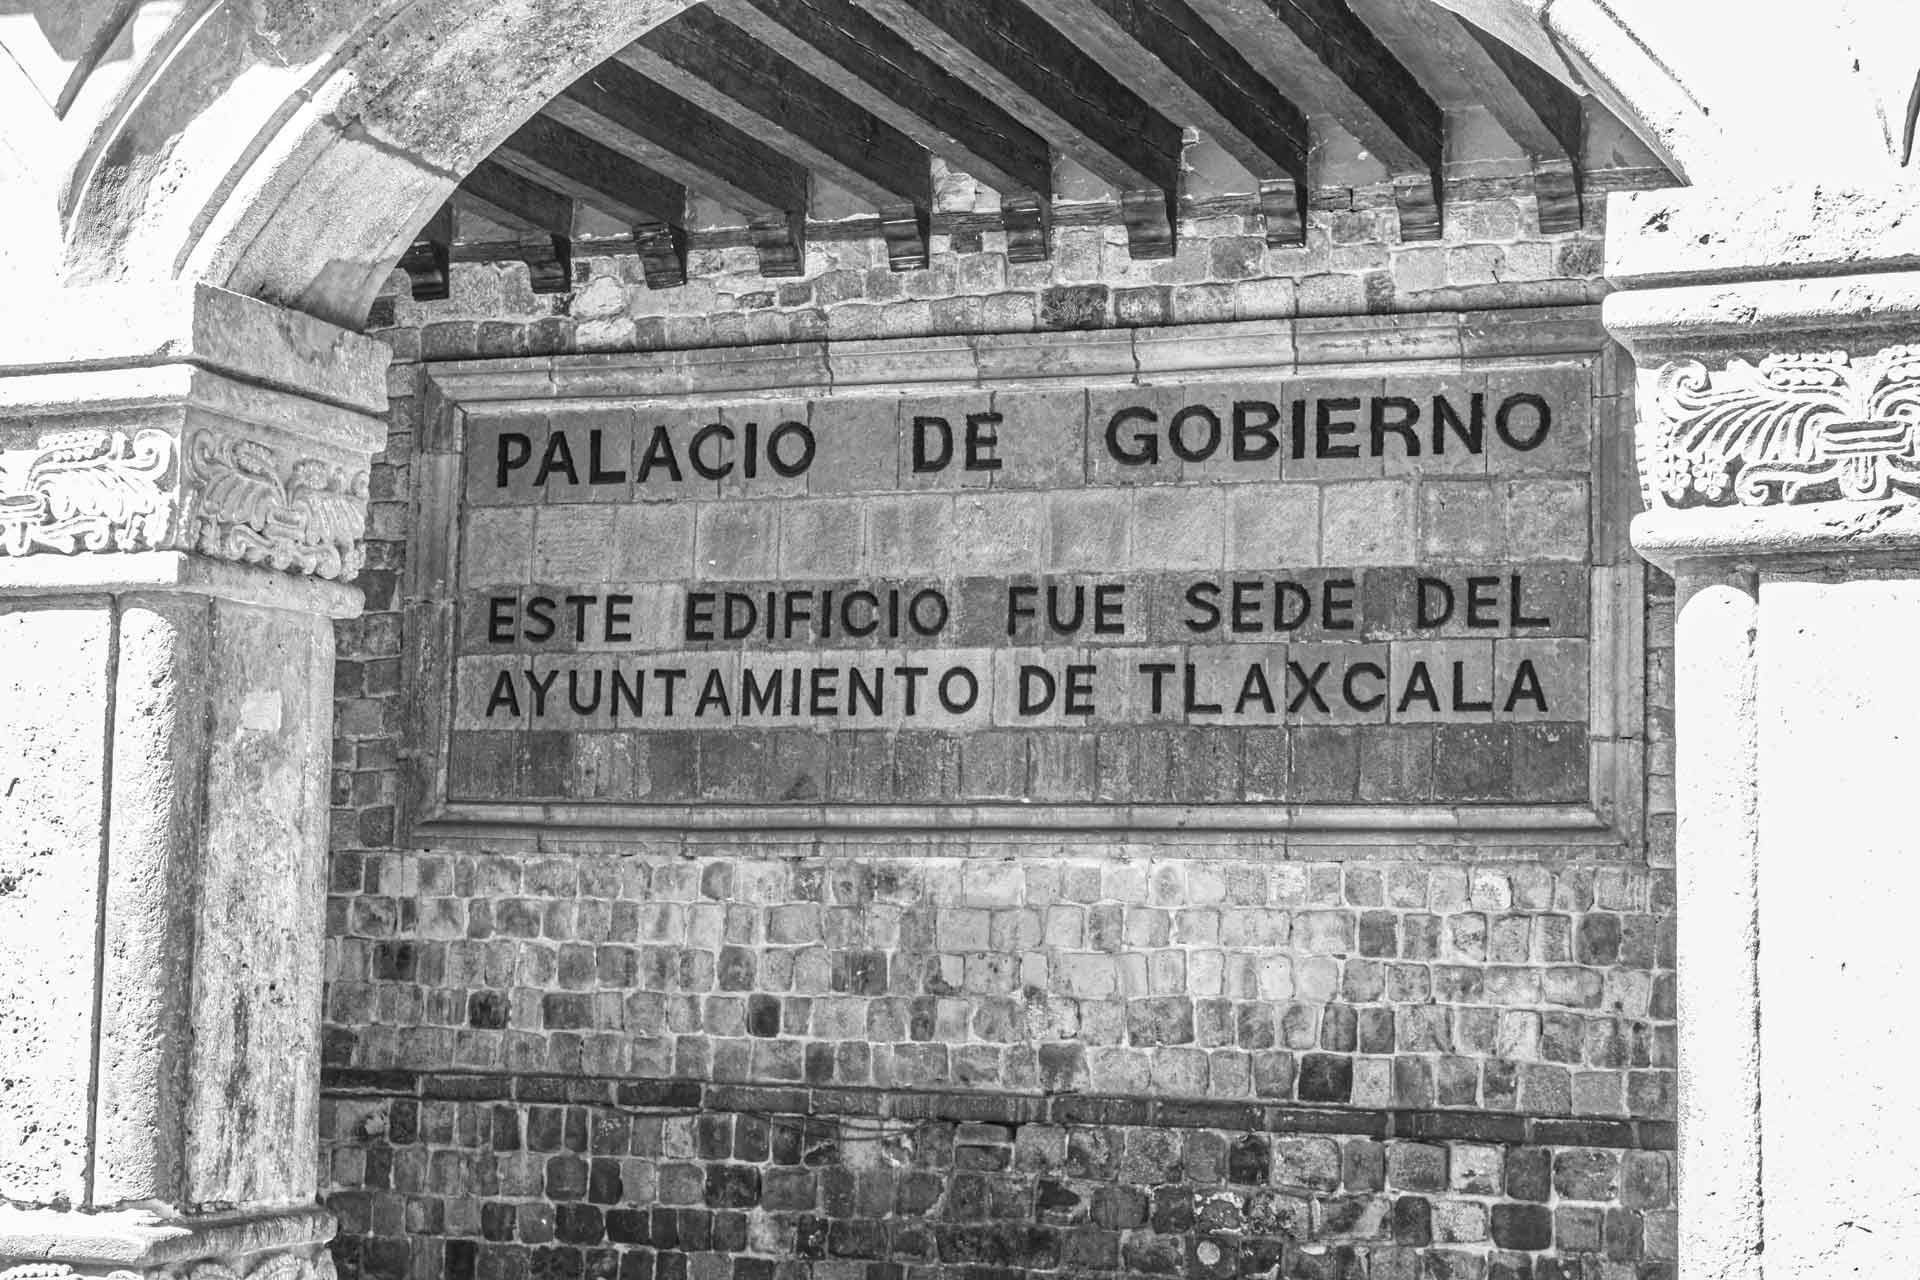 PALACIO DE GOBIERNO
ESTE EDIFICIO FUE SEDE DEL
AYUNTAMIENTO DE TLAXCALA